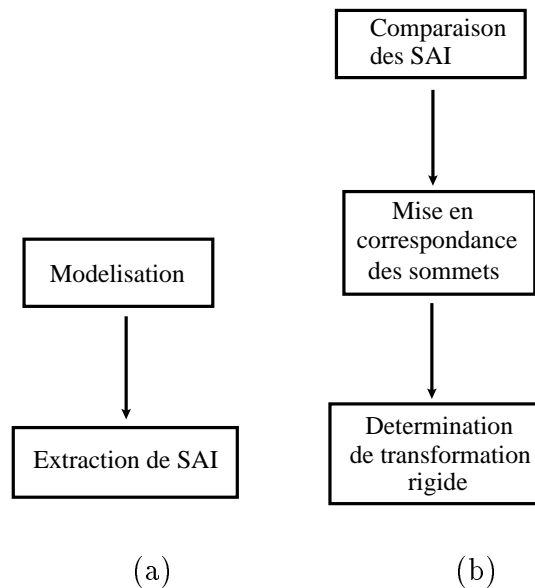 Modelisation
Extraction de SAI
(a)
Comparaison
des SAI
Mise en
correspondance
des sommets
Determination
de transformation
rigide
(b)